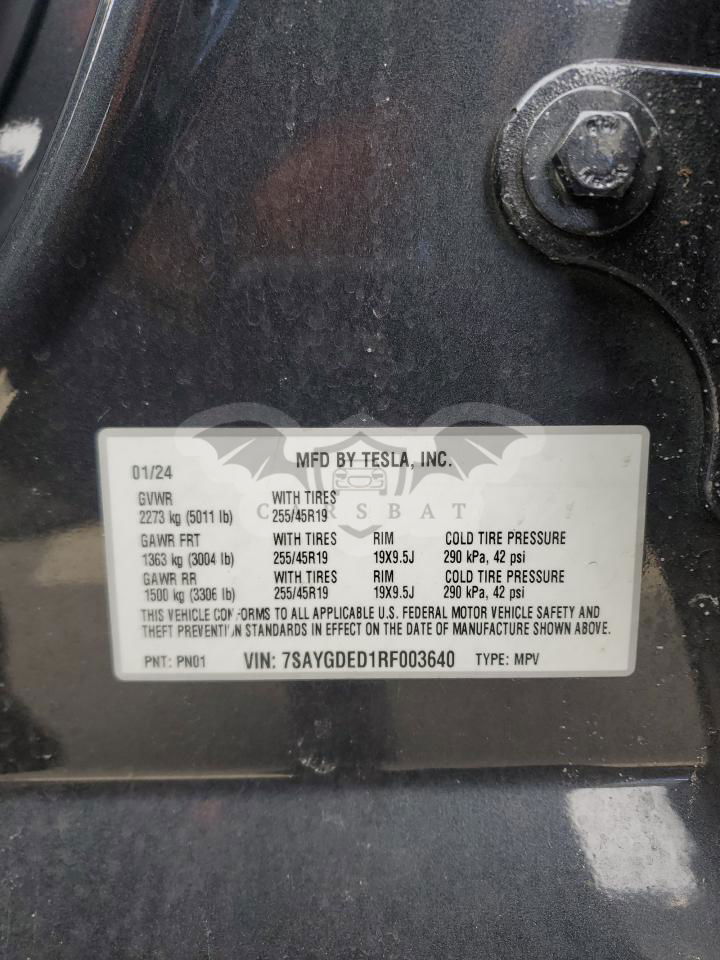 MFD BY TESLA, INC.
01/24
GVWR WITH TIRES
2273 kg (5011 lb) 255/45R19
CARSBAT
GAWR FRT WITH TIRES RIM COLD TIRE PRESSURE
1363 kg (3004 lb) 255/45R19 19X9.5J 290 kPa, 42 psi
GAWR RR WITH TIRES RIM COLD TIRE PRESSURE
1500 kg (3306 lb) 255/45R19 19X9.5J 290 kPa, 42 psi
THIS VEHICLE CONFORMS TO ALL APPLICABLE U.S. FEDERAL MOTOR VEHICLE SAFETY AND
THEFT PREVENTION STANDARDS IN EFFECT ON THE DATE OF MANUFACTURE SHOWN ABOVE.
PNT: PN01 VIN: 7SAYGDED1RF003640 TYPE: MPV